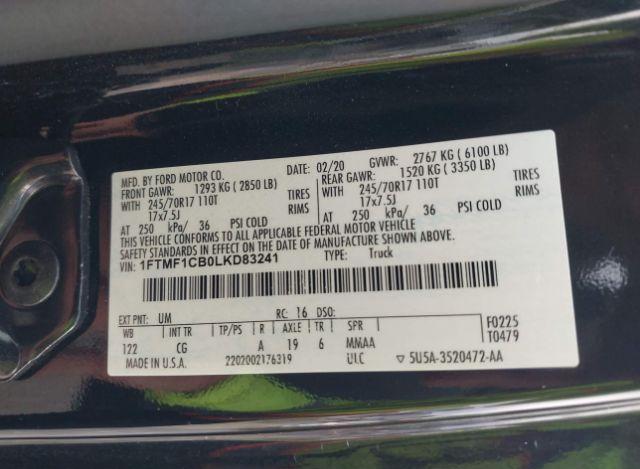 MFD. BY FORD MOTOR CO. DATE: 02/20 GVWR: 2767 KG ( 6100 LB)
FRONT GAWR: 1293 KG ( 2850 LB) REAR GAWR: 1520 KG ( 3350 LB)
WITH 245/70R17 110T TIRES WITH 245/70R17 110T TIRES
17x7.5J RIMS 17x7.5J RIMS
AT 250 kPa/ 36 PSI COLD AT 250 kPa/ 36 PSI COLD
THIS VEHICLE CONFORMS TO ALL APPLICABLE FEDERAL MOTOR VEHICLE
SAFETY STANDARDS IN EFFECT ON THE DATE OF MANUFACTURE SHOWN ABOVE.
VIN: 1FTMF1CB0LKD83241 TYPE: Truck
EXT PNT: UM RC: 16 DSO: F0225
WB INT TR TP/PS R AXLE TR SPR T0479
122 CG A 19 6 MMAA
MADE IN U.S.A. 2202002176319 ULC ▽ 5U5A-3520472-AA